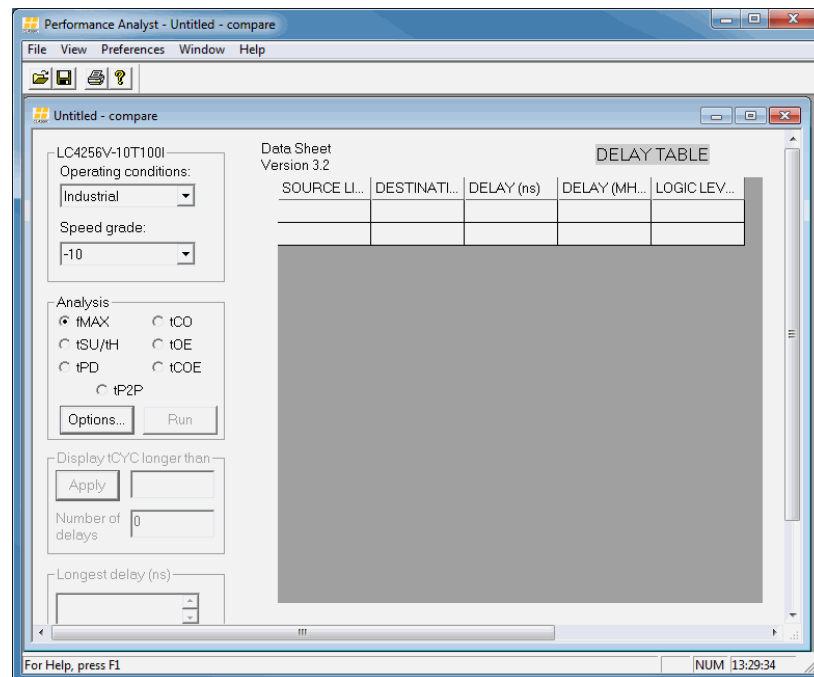 Performance Analyst - Untitled - compare
File View Preferences Window Help
Untitled - compare
LC4256V-10T100I
Operating conditions:
Industrial
Speed grade:
-10
Analysis
fMAX tCO
tSU/tH tOE
tPD tCOE
tP2P
Options... Run
Display tCYC longer than
Apply
Number of delays
0
Longest delay (ns)
Data Sheet
Version 3.2
DELAY TABLE
SOURCE LI... DESTINATI... DELAY (ns) DELAY (MH... LOGIC LEV...
For Help, press F1
NUM 13:29:34